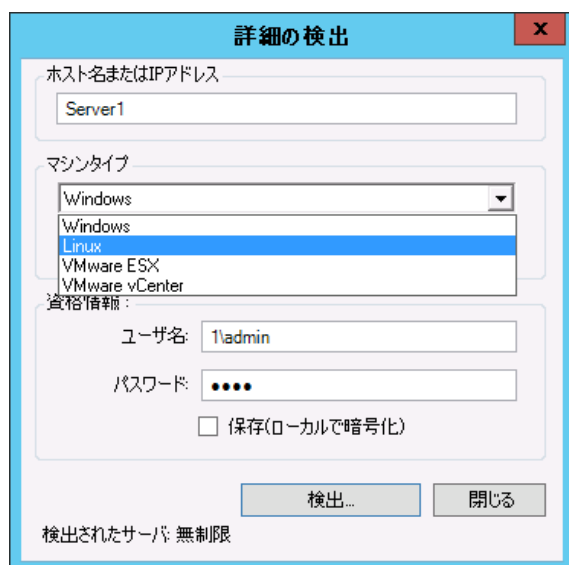 詳細の検出
x
ホスト名またはIPアドレス
Server1
マシンタイプ
Windows
Windows
Linux
VMware ESX
VMware vCenter
資格情報:
ユーザ名: 1\admin
パスワード: ●●●●
保存(ローカルで暗号化)
検出... 閉じる
検出されたサーバ: 無制限